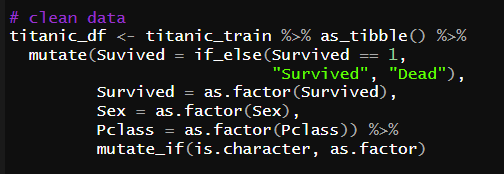 # clean data
titanic_df <- titanic_train %>% as_tibble() %>%
  mutate(Suvived = if_else(Survived == 1,
                           "Survived", "Dead"),
         Survived = as.factor(Survived),
         Sex = as.factor(Sex),
         Pclass = as.factor(Pclass)) %>%
         mutate_if(is.character, as.factor)